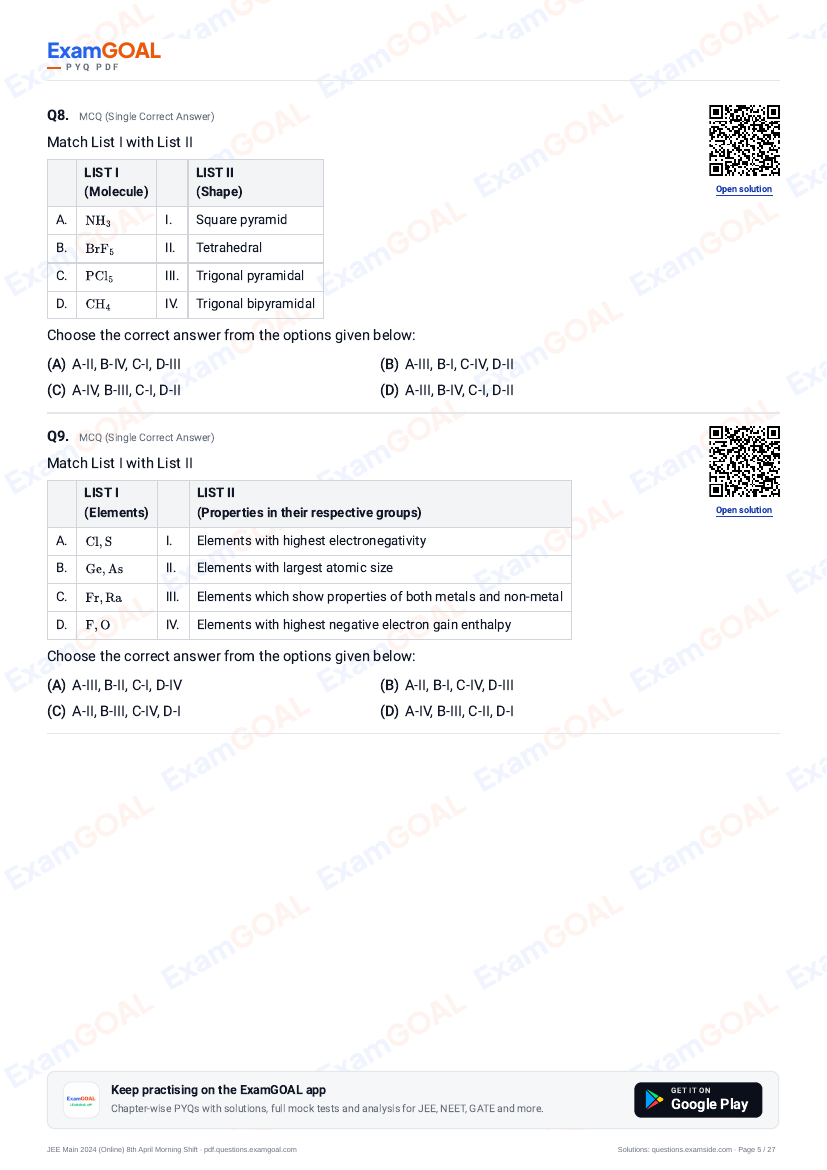 ExamGOAL
PYQ PDF
Q8. MCQ (Single Correct Answer)
Match List I with List II
LIST I (Molecule) LIST II (Shape)
A. NH₃ I. Square pyramid
B. BrF₅ II. Tetrahedral
C. PCl₅ III. Trigonal pyramidal
D. CH₄ IV. Trigonal bipyramidal
Open solution
Choose the correct answer from the options given below:
(A) A-II, B-IV, C-I, D-III (B) A-III, B-I, C-IV, D-II
(C) A-IV, B-III, C-I, D-II (D) A-III, B-IV, C-I, D-II
Q9. MCQ (Single Correct Answer)
Match List I with List II
LIST I (Elements) LIST II (Properties in their respective groups)
A. Cl, S I. Elements with highest electronegativity
B. Ge, As II. Elements with largest atomic size
C. Fr, Ra III. Elements which show properties of both metals and non-metal
D. F, O IV. Elements with highest negative electron gain enthalpy
Open solution
Choose the correct answer from the options given below:
(A) A-III, B-II, C-I, D-IV (B) A-II, B-I, C-IV, D-III
(C) A-II, B-III, C-IV, D-I (D) A-IV, B-III, C-II, D-I
ExamGOAL
Keep practising on the ExamGOAL app
Chapter-wise PYQs with solutions, full mock tests and analysis for JEE, NEET, GATE and more.
GET IT ON
Google Play
JEE Main 2024 (Online) 8th April Morning Shift · pdf.questions.examgoal.com
Solutions: questions.examside.com · Page 5 / 27